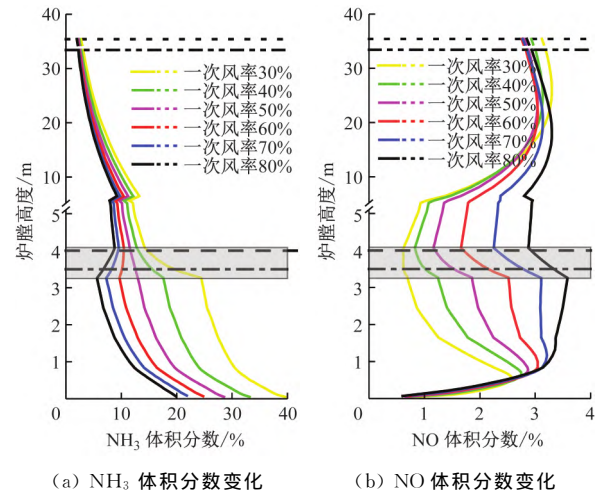 40
30
20
10
5
4
3
2
1
炉膛高度/m
一次风率30%
一次风率40%
一次风率50%
一次风率60%
一次风率70%
一次风率80%
0 10 20 30 40
NH₃ 体积分数/%
(a) NH₃ 体积分数变化
40
30
20
10
5
4
3
2
1
炉膛高度/m
一次风率30%
一次风率40%
一次风率50%
一次风率60%
一次风率70%
一次风率80%
0 1 2 3 4
NO 体积分数/%
(b) NO 体积分数变化